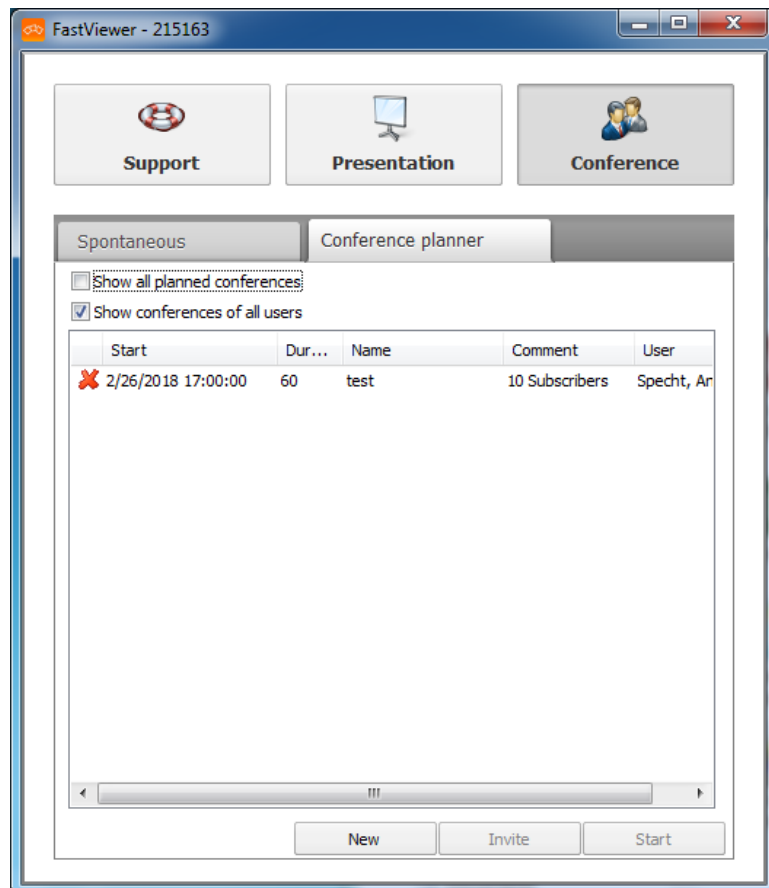 FastViewer - 215163
Support Presentation Conference
Spontaneous Conference planner
Show all planned conferences
Show conferences of all users
Start Dur... Name Comment User
2/26/2018 17:00:00 60 test 10 Subscribers Specht, An
New Invite Start